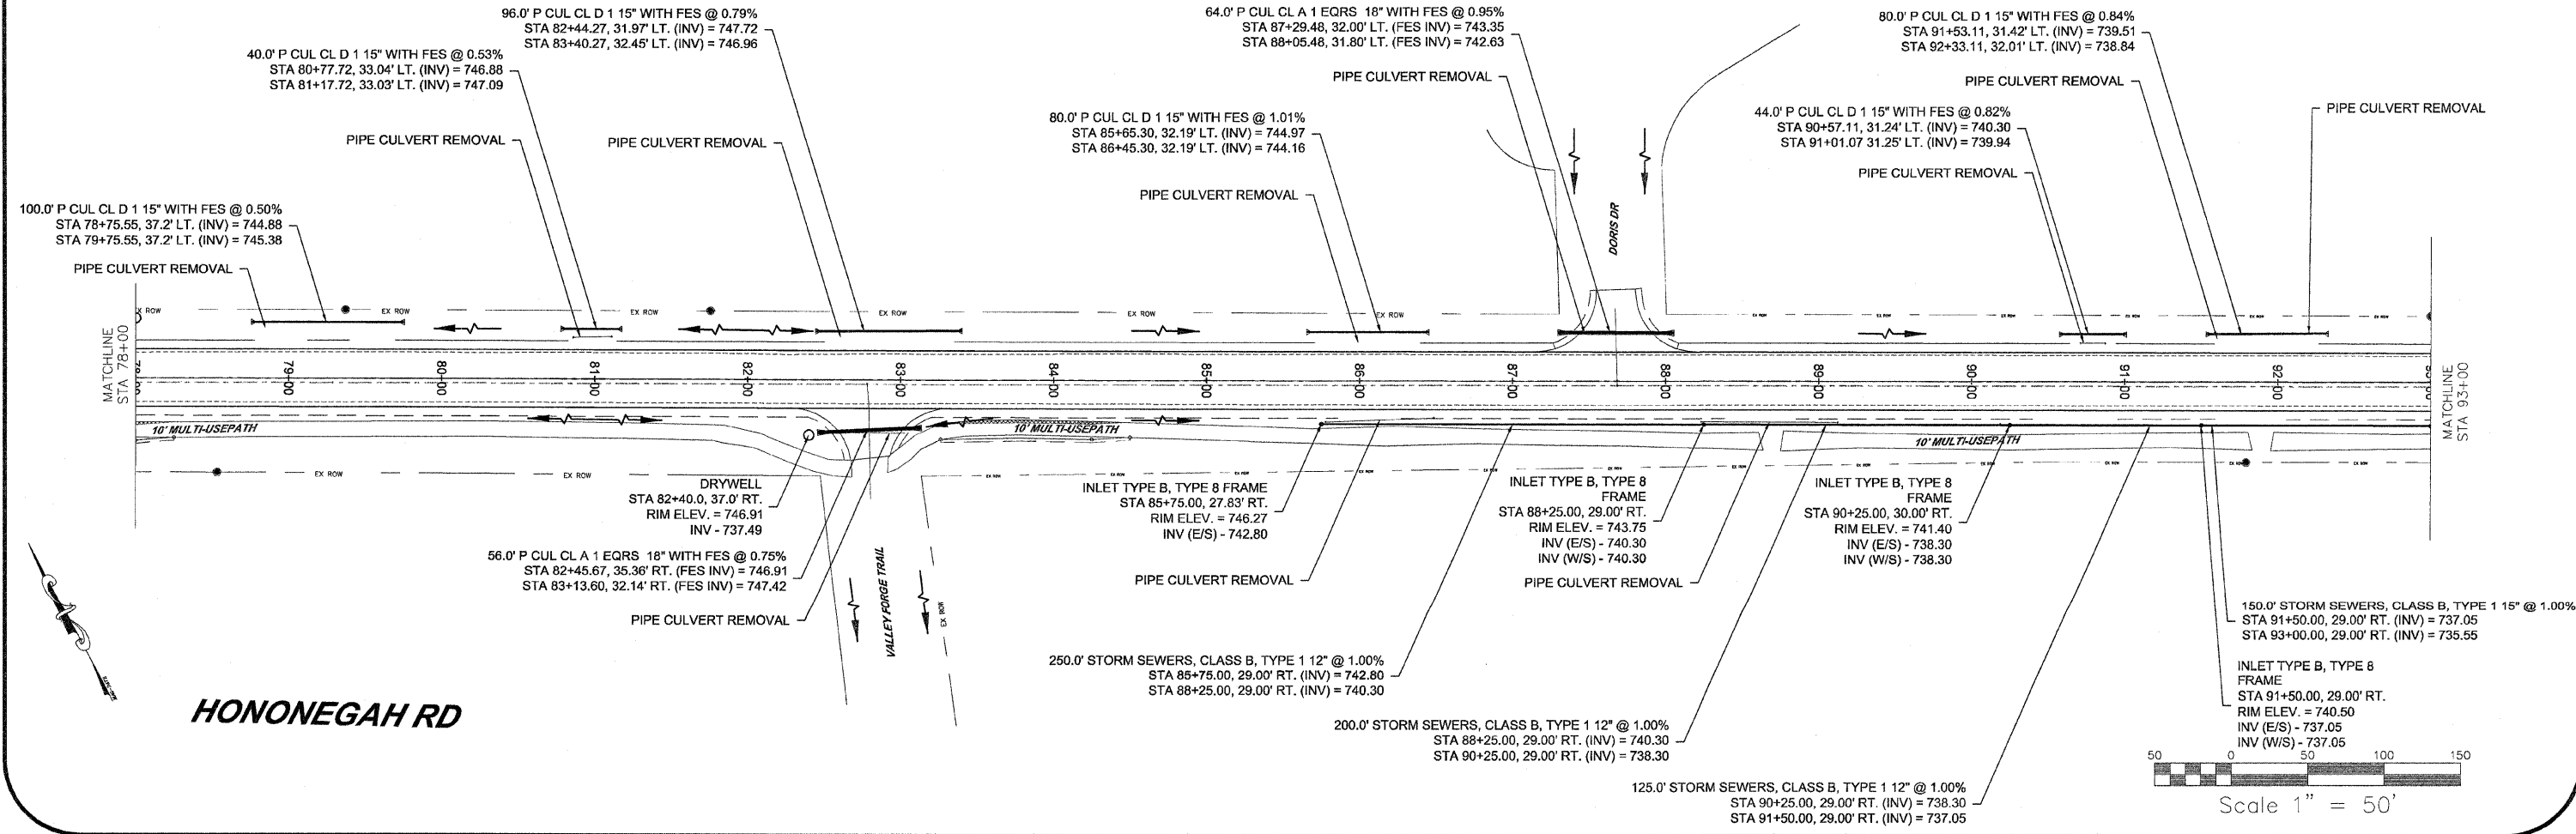 96.0' P CUL CL D 1 15" WITH FES @ 0.79%
STA 82+44.27, 31.97' LT. (INV) = 747.72
STA 83+40.27, 32.45' LT. (INV) = 746.96
40.0' P CUL CL D 1 15" WITH FES @ 0.53%
STA 80+77.72, 33.04' LT. (INV) = 746.88
STA 81+17.72, 33.03' LT. (INV) = 747.09
PIPE CULVERT REMOVAL
PIPE CULVERT REMOVAL
100.0' P CUL CL D 1 15" WITH FES @ 0.50%
STA 78+75.55, 37.2' LT. (INV) = 744.88
STA 79+75.55, 37.2' LT. (INV) = 745.38
PIPE CULVERT REMOVAL
64.0' P CUL CL A 1 EQRS 18" WITH FES @ 0.95%
STA 87+29.48, 32.00' LT. (FES INV) = 743.35
STA 88+05.48, 31.80' LT. (FES INV) = 742.63
PIPE CULVERT REMOVAL
80.0' P CUL CL D 1 15" WITH FES @ 1.01%
STA 85+65.30, 32.19' LT. (INV) = 744.97
STA 86+45.30, 32.19' LT. (INV) = 744.16
PIPE CULVERT REMOVAL
80.0' P CUL CL D 1 15" WITH FES @ 0.84%
STA 91+53.11, 31.42' LT. (INV) = 739.51
STA 92+33.11, 32.01' LT. (INV) = 738.84
PIPE CULVERT REMOVAL
PIPE CULVERT REMOVAL
44.0' P CUL CL D 1 15" WITH FES @ 0.82%
STA 90+57.11, 31.24' LT. (INV) = 740.30
STA 91+01.07 31.25' LT. (INV) = 739.94
PIPE CULVERT REMOVAL
DORIS DR
EX ROW
EX ROW
EX ROW
EX ROW
EX ROW
EX ROW
EX ROW
EX ROW
EX ROW
EX ROW
EX ROW
MATCHLINE
STA 78+00
79+00
80+00
81+00
82+00
83+00
84+00
85+00
86+00
87+00
88+00
89+00
90+00
91+00
92+00
MATCHLINE
STA 93+00
10' MULTI-USEPATH
10' MULTI-USEPATH
10' MULTI-USEPATH
EX ROW
EX ROW
EX ROW
EX ROW
EX ROW
EX ROW
EX ROW
EX ROW
EX ROW
EX ROW
EX ROW
DRYWELL
STA 82+40.0, 37.0' RT.
RIM ELEV. = 746.91
INV - 737.49
56.0' P CUL CL A 1 EQRS 18" WITH FES @ 0.75%
STA 82+45.67, 35.36' RT. (FES INV) = 746.91
STA 83+13.60, 32.14' RT. (FES INV) = 747.42
PIPE CULVERT REMOVAL
VALLEY FORGE TRAIL
EX ROW
INLET TYPE B, TYPE 8 FRAME
STA 85+75.00, 27.83' RT.
RIM ELEV. = 746.27
INV (E/S) - 742.80
PIPE CULVERT REMOVAL
INLET TYPE B, TYPE 8
FRAME
STA 88+25.00, 29.00' RT.
RIM ELEV. = 743.75
INV (E/S) - 740.30
INV (W/S) - 740.30
PIPE CULVERT REMOVAL
INLET TYPE B, TYPE 8
FRAME
STA 90+25.00, 30.00' RT.
RIM ELEV. = 741.40
INV (E/S) - 738.30
INV (W/S) - 738.30
150.0' STORM SEWERS, CLASS B, TYPE 1 15" @ 1.00%
STA 91+50.00, 29.00' RT. (INV) = 737.05
STA 93+00.00, 29.00' RT. (INV) = 735.55
INLET TYPE B, TYPE 8
FRAME
STA 91+50.00, 29.00' RT.
RIM ELEV. = 740.50
INV (E/S) - 737.05
INV (W/S) - 737.05
250.0' STORM SEWERS, CLASS B, TYPE 1 12" @ 1.00%
STA 85+75.00, 29.00' RT. (INV) = 742.80
STA 88+25.00, 29.00' RT. (INV) = 740.30
200.0' STORM SEWERS, CLASS B, TYPE 1 12" @ 1.00%
STA 88+25.00, 29.00' RT. (INV) = 740.30
STA 90+25.00, 29.00' RT. (INV) = 738.30
125.0' STORM SEWERS, CLASS B, TYPE 1 12" @ 1.00%
STA 90+25.00, 29.00' RT. (INV) = 738.30
STA 91+50.00, 29.00' RT. (INV) = 737.05
HONONEGAH RD
50 0 50 100 150
Scale 1" = 50'